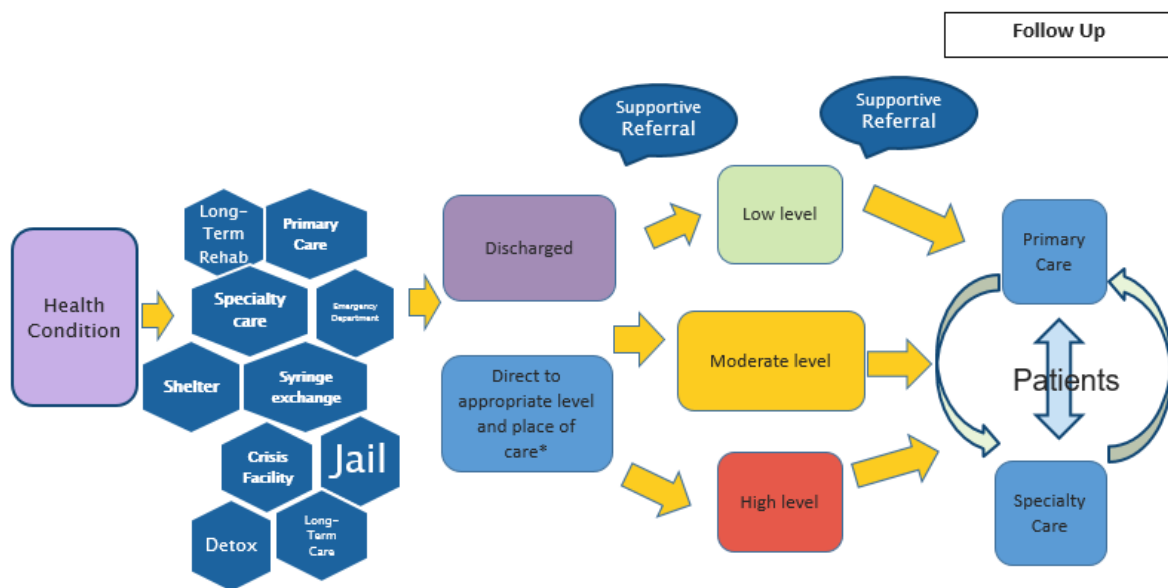 Follow Up
Supportive
Referral
Supportive
Referral
Health
Condition
Long-
Term
Rehab
Primary
Care
Specialty
care
Emergency
Department
Shelter
Syringe
exchange
Crisis
Facility
Jail
Detox
Long-
Term
Care
Discharged
Direct to
appropriate level
and place of
care*
Low level
Moderate level
High level
Primary
Care
Patients
Specialty
Care